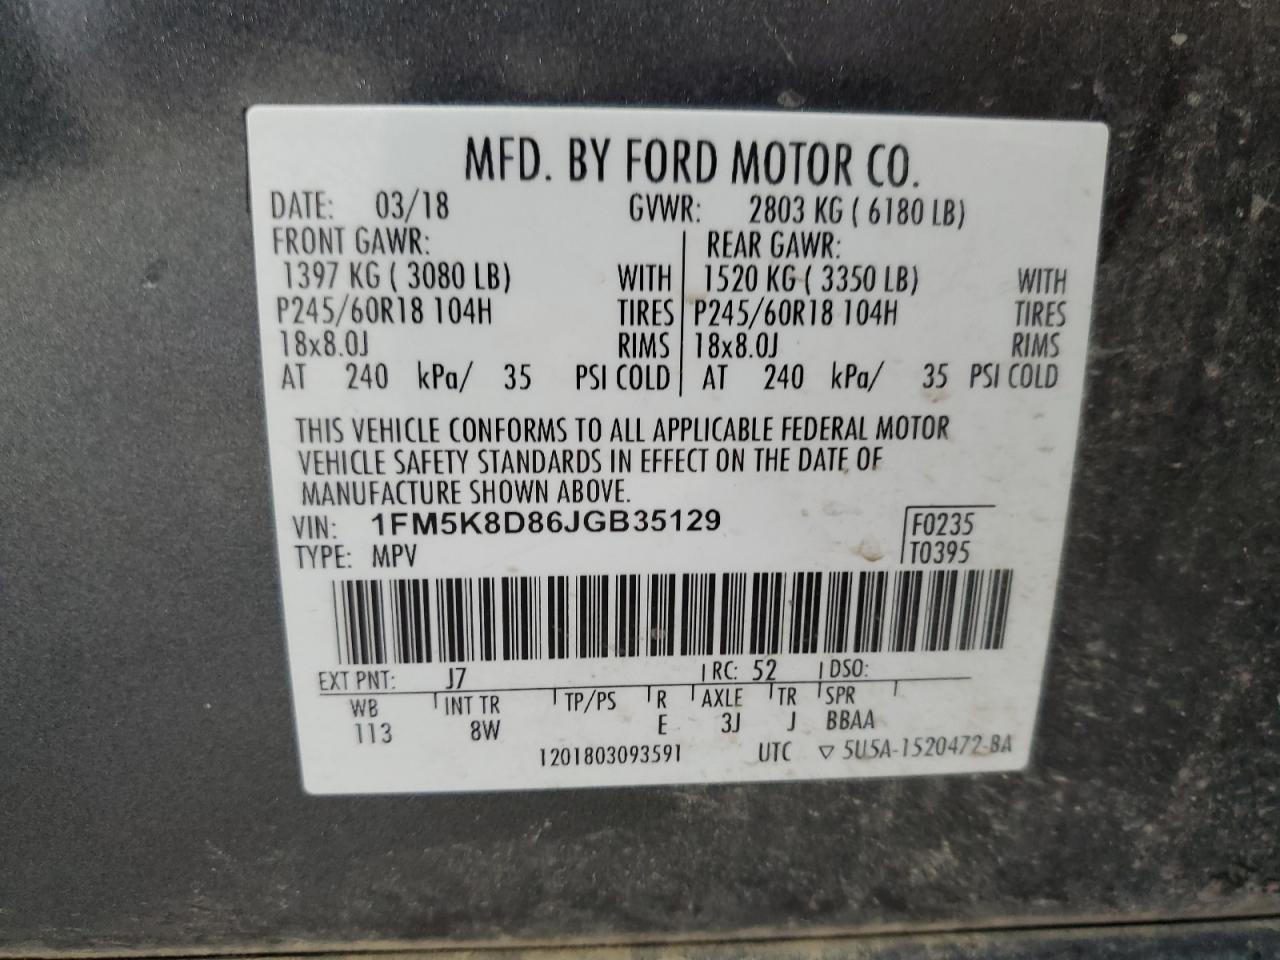 MFD. BY FORD MOTOR CO.
DATE: 03/18 GVWR: 2803 KG ( 6180 LB)
FRONT GAWR: REAR GAWR:
1397 KG ( 3080 LB) WITH 1520 KG ( 3350 LB) WITH
P245/60R18 104H TIRES P245/60R18 104H TIRES
18x8.0J RIMS 18x8.0J RIMS
AT 240 kPa/ 35 PSI COLD AT 240 kPa/ 35 PSI COLD
THIS VEHICLE CONFORMS TO ALL APPLICABLE FEDERAL MOTOR
VEHICLE SAFETY STANDARDS IN EFFECT ON THE DATE OF
MANUFACTURE SHOWN ABOVE.
VIN: 1FM5K8D86JGB35129 F0235
TYPE: MPV T0395
EXT PNT: J7 RC: 52 DSO:
WB INT TR TP/PS R AXLE TR SPR
113 8W E 3J J BBAA
1201803093591 UTC ▽ 5U5A-1520472-BA